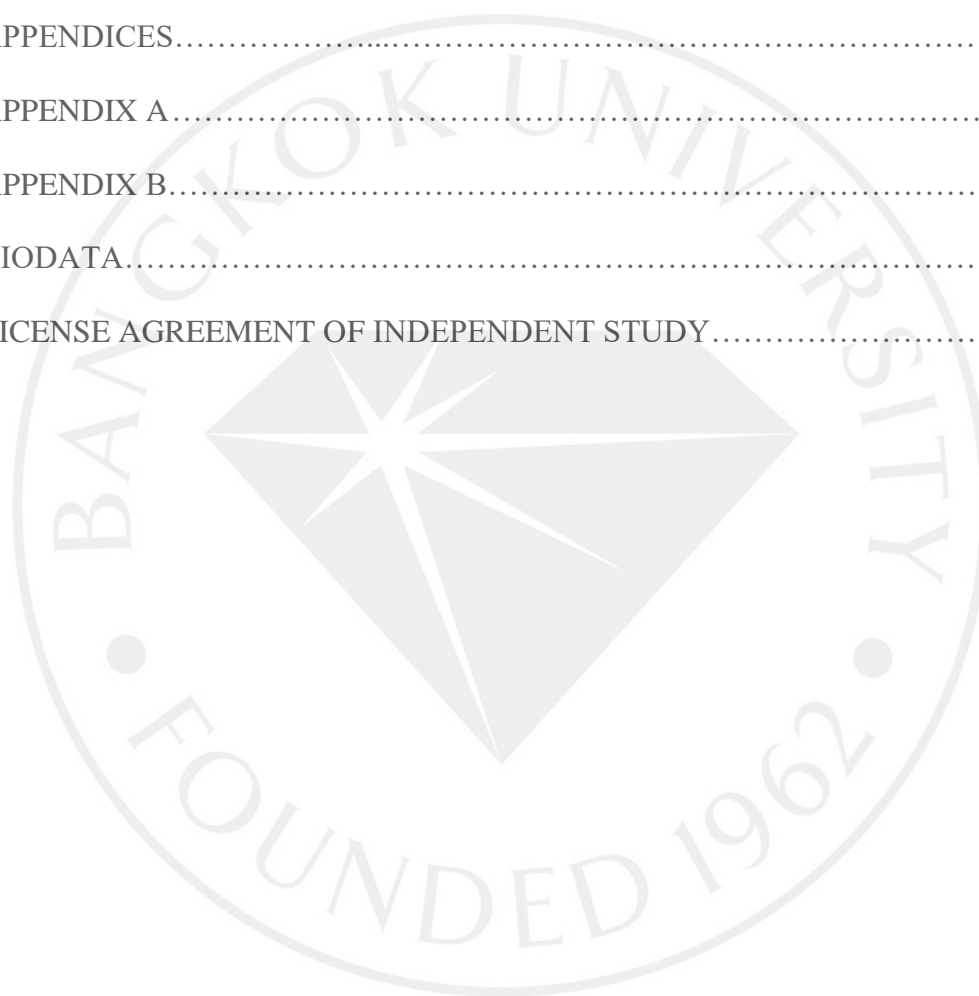 PPENDICES……………….....…………………….……………………………
PPENDIX A……………………………………………………………………
PPENDIX B……………………………………………………………………
IODATA…………………………………………………………………………
ICENSE AGREEMENT OF INDEPENDENT STUDY……………………
BANGKOK UNIVERSITY
FOUNDED 1962